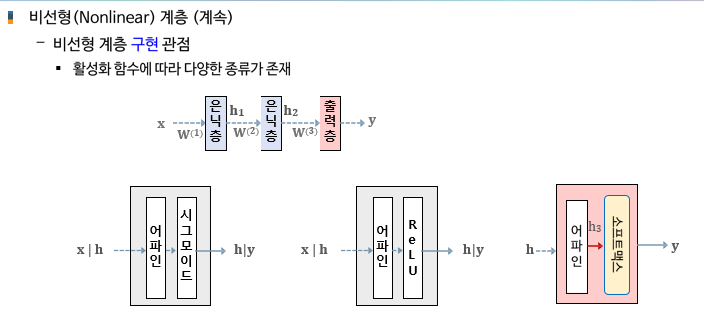 비선형(Nonlinear) 계층 (계속)
– 비선형 계층 구현 관점
▪ 활성화 함수에 따라 다양한 종류가 존재
x
W(1)
은닉층
h1
W(2)
은닉층
h2
W(3)
출력층
y
x | h
어파인
시그모이드
h|y
x | h
어파인
ReLU
h|y
h
어파인
h3
소프트맥스
y